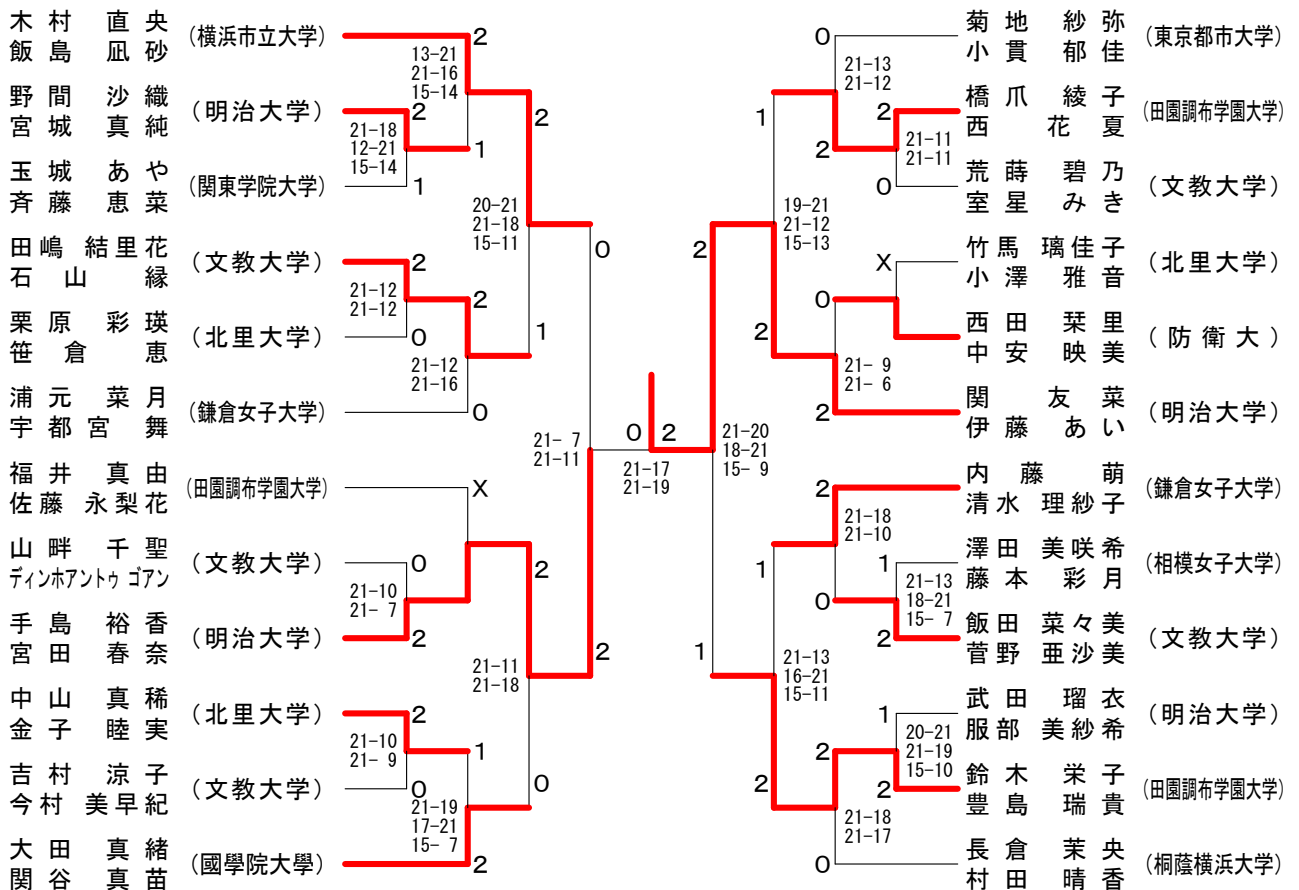 木村 直央
飯島 凪砂
(横浜市立大学)
2
13-21
21-16
15-14
野間 沙織
宮城 真純
(明治大学)
2
21-18
12-21
15-14
1
玉城 あや
斉藤 恵菜
(関東学院大学)
1
2
20-21
21-18
15-11
0
田嶋 結里花
石山 縁
(文教大学)
2
21-12
21-12
2
栗原 彩瑛
笹倉 恵
(北里大学)
0
1
21-12
21-16
浦元 菜月
宇都宮 舞
(鎌倉女子大学)
0
21- 7
21-11
福井 真由
佐藤 永梨花
(田園調布学園大学)
X
山畔 千聖
ディンホアントゥ ゴアン
(文教大学)
0
21-10
21- 7
2
手島 裕香
宮田 春奈
(明治大学)
2
2
21-11
21-18
中山 真稀
金子 睦実
(北里大学)
2
21-10
21- 9
1
吉村 涼子
今村 美早紀
(文教大学)
0
0
21-19
17-21
15- 7
大田 真緒
関谷 真苗
(國學院大學)
2
0 2
21-17
21-19
菊地 紗弥
小貫 郁佳
(東京都市大学)
0
21-13
21-12
橋爪 綾子
西 花夏
(田園調布学園大学)
2
1
2
21-11
21-11
荒蒔 碧乃
室星 みき
(文教大学)
0
19-21
21-12
15-13
2
竹馬 璃佳子
小澤 雅音
(北里大学)
X
0
西田 栞里
中安 映美
(防衛大)
2
21- 9
21- 6
関 友菜
伊藤 あい
(明治大学)
2
21-20
18-21
15- 9
内藤 萌
清水 理紗子
(鎌倉女子大学)
2
21-18
21-10
澤田 美咲希
藤本 彩月
(相模女子大学)
1
1
0
21-13
18-21
15- 7
飯田 菜々美
菅野 亜沙美
(文教大学)
2
1
21-13
16-21
15-11
武田 瑠衣
服部 美紗希
(明治大学)
1
20-21
21-19
15-10
2
2
鈴木 栄子
豊島 瑞貴
(田園調布学園大学)
2
21-18
21-17
長倉 茉央
村田 晴香
(桐蔭横浜大学)
0